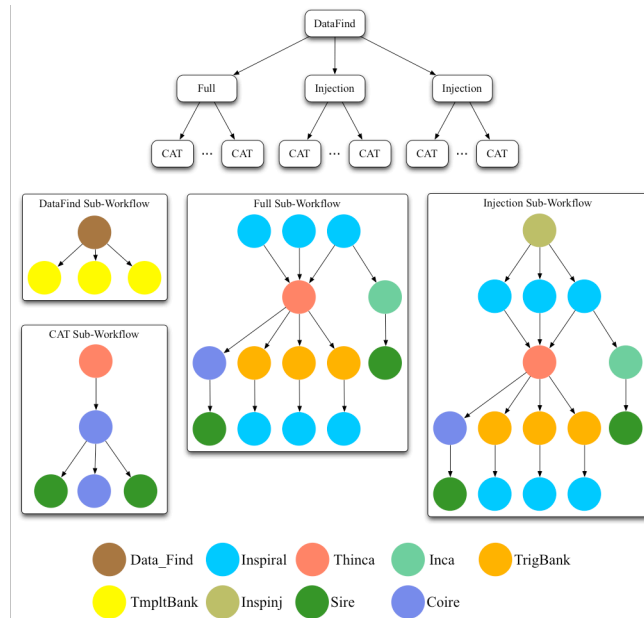 DataFind
Full Injection Injection
CAT ... CAT CAT ... CAT CAT ... CAT
DataFind Sub-Workflow
Full Sub-Workflow
Injection Sub-Workflow
CAT Sub-Workflow
Data_Find Inspiral Thinca Inca TrigBank
TmpltBank Inspinj Sire Coire